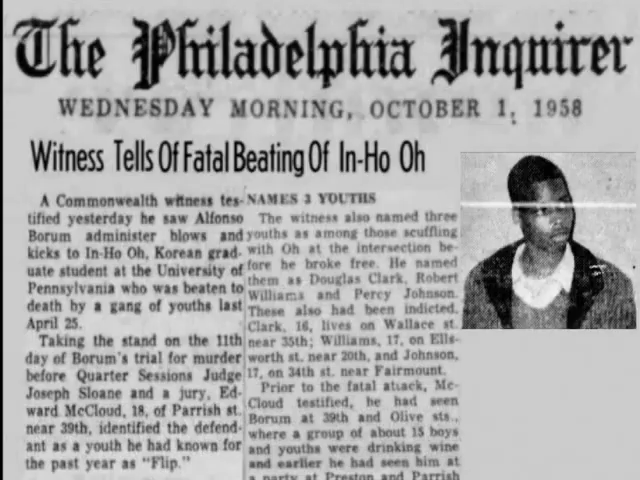 The Philadelphia Inquirer
WEDNESDAY MORNING, OCTOBER 1, 1958
Witness Tells Of Fatal Beating Of In-Ho Oh
A Commonwealth witness tes-
tified yesterday he saw Alfonso
Borum administer blows and
kicks to In-Ho Oh, Korean grad-
uate student at the University of
Pennsylvania who was beaten to
death by a gang of youths last
April 25.
Taking the stand on the 11th
day of Borum's trial for murder
before Quarter Sessions Judge
Joseph Sloane and a jury, Ed-
ward McCloud, 18, of Parrish st.
near 39th, identified the defend-
ant as a youth he had known for
the past year as "Flip."
NAMES 3 YOUTHS
The witness also named three
youths as among those scuffling
with Oh at the intersection be-
fore he broke free. He named
them as Douglas Clark, Robert
Williams and Percy Johnson.
These also had been indicted.
Clark, 16, lives on Wallace st.
near 35th; Williams, 17, on Ells-
worth st. near 20th, and Johnson,
17, on 34th st. near Fairmount.
Prior to the fatal attack, Mc-
Cloud testified, he had seen
Borum at 39th and Olive sts.,
where a group of about 15 boys
and youths were drinking wine
and earlier he had seen him at
a party at Preston and Parrish